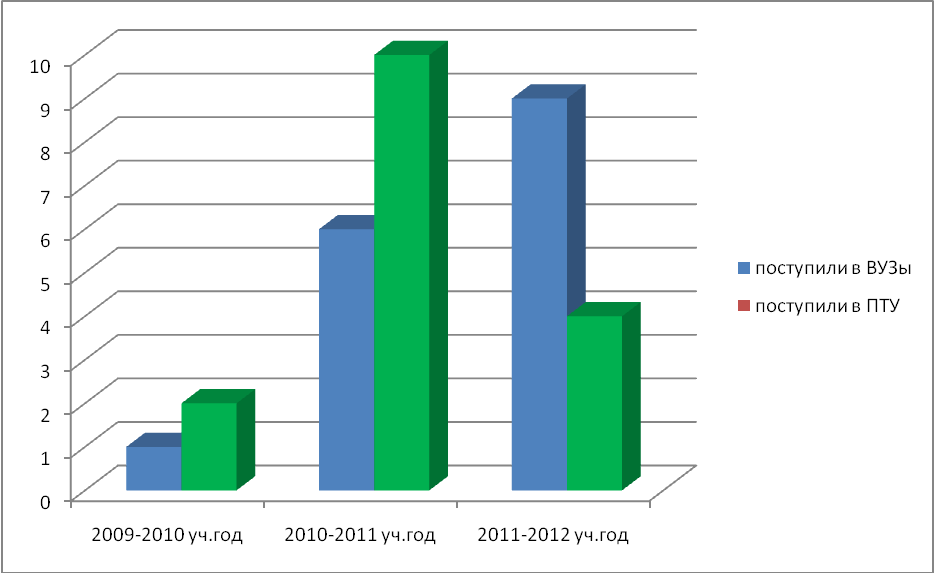 10
9
8
7
6
5
4
3
2
1
0
2009-2010 уч.год
2010-2011 уч.год
2011-2012 уч.год
поступили в ВУЗы
поступили в ПТУ